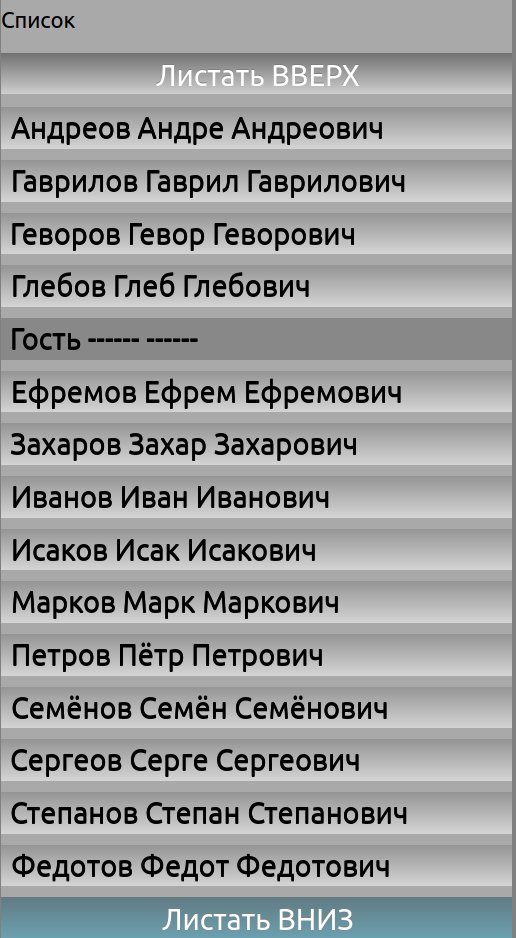 Список
Листать ВВЕРХ
Андреов Андре Андреович
Гаврилов Гаврил Гаврилович
Геворов Гевор Геворович
Глебов Глеб Глебович
Гость ------ ------
Ефремов Ефрем Ефремович
Захаров Захар Захарович
Иванов Иван Иванович
Исаков Исак Исакович
Марков Марк Маркович
Петров Пётр Петрович
Семёнов Семён Семёнович
Сергеов Серге Сергеович
Степанов Степан Степанович
Федотов Федот Федотович
Листать ВНИЗ